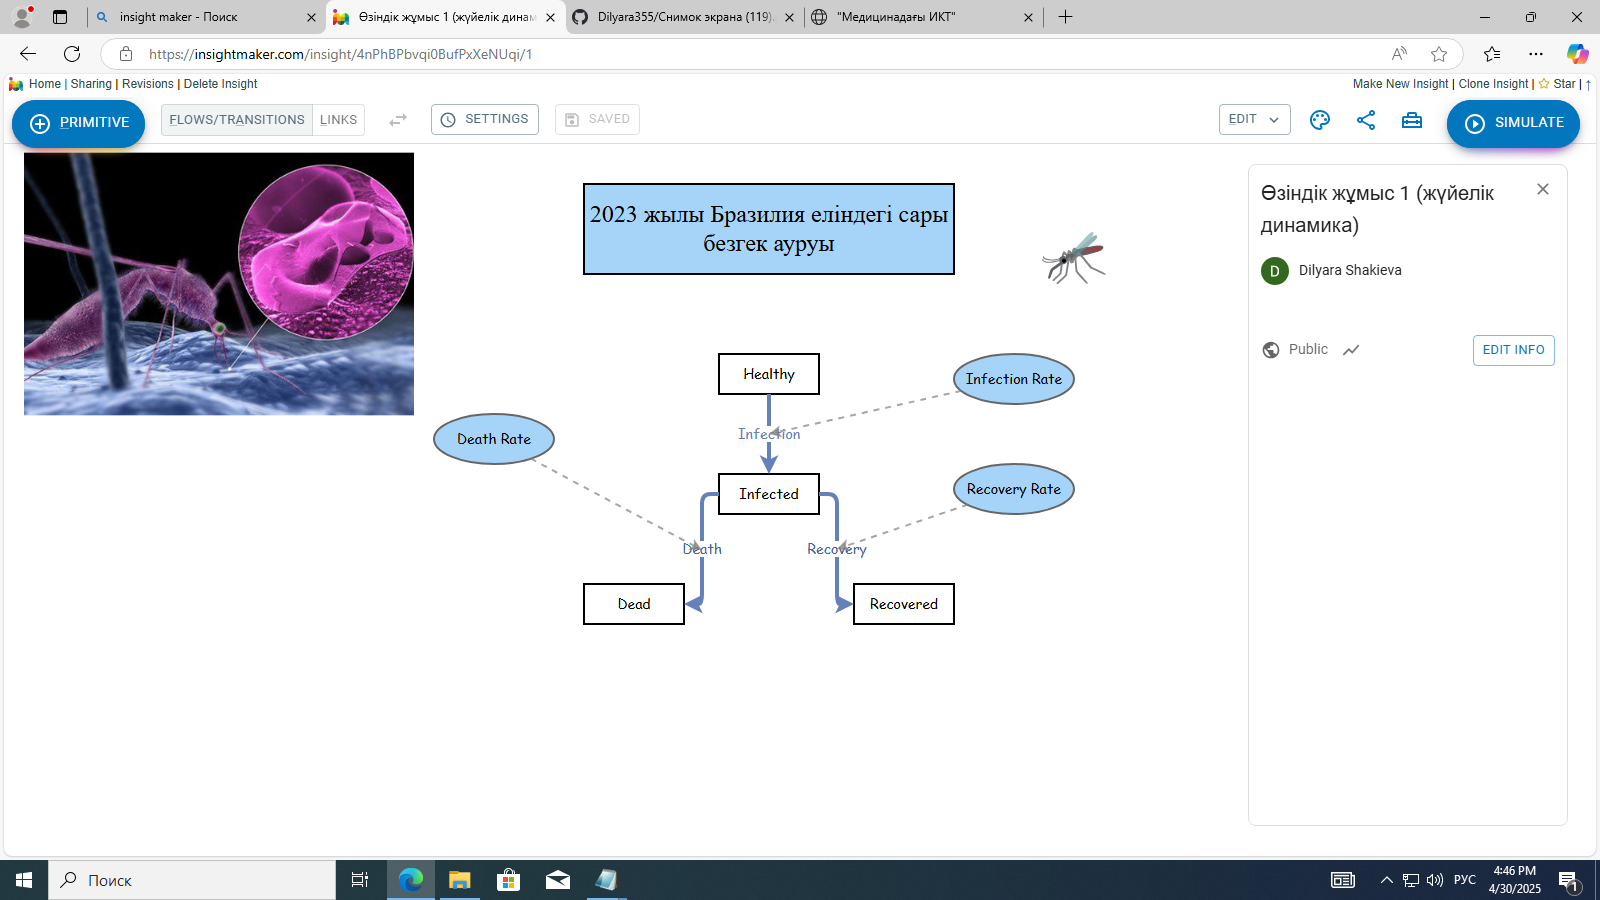 insight maker - Поиск
Өзіндік жұмыс 1 (жүйелік динам
Dilyara355/Снимок экрана (119).
"Медицинадағы ИКТ"
https://insightmaker.com/insight/4nPhBPbvqi0BufPxXeNUqi/1
Home | Sharing | Revisions | Delete Insight
Make New Insight | Clone Insight | Star | ↑
PRIMITIVE
FLOWS/TRANSITIONS
LINKS
SETTINGS
SAVED
EDIT
SIMULATE
2023 жылы Бразилия еліндегі сары
безгек ауруы
Өзіндік жұмыс 1 (жүйелік
динамика)
D
Dilyara Shakieva
Public
EDIT INFO
Healthy
Infection Rate
Infection
Death Rate
Infected
Recovery Rate
Death
Recovery
Dead
Recovered
Поиск
РУС
4:46 PM
4/30/2025
1